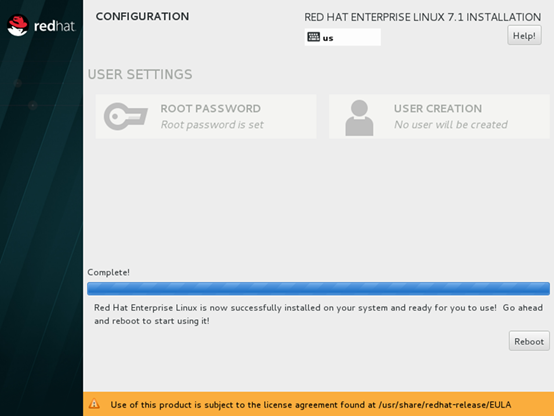 redhat
CONFIGURATION
RED HAT ENTERPRISE LINUX 7.1 INSTALLATION
us
Help!
USER SETTINGS
ROOT PASSWORD
Root password is set
USER CREATION
No user will be created
Complete!
Red Hat Enterprise Linux is now successfully installed on your system and ready for you to use! Go ahead
and reboot to start using it!
Reboot
Use of this product is subject to the license agreement found at /usr/share/redhat-release/EULA